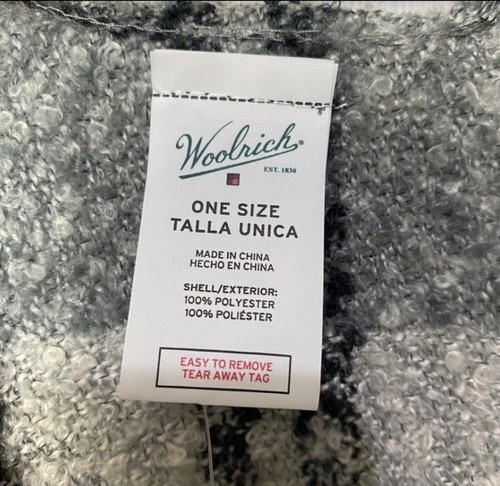 Woolrich®
EST. 1830
ONE SIZE
TALLA UNICA
MADE IN CHINA
HECHO EN CHINA
SHELL/EXTERIOR:
100% POLYESTER
100% POLIÉSTER
EASY TO REMOVE
TEAR AWAY TAG